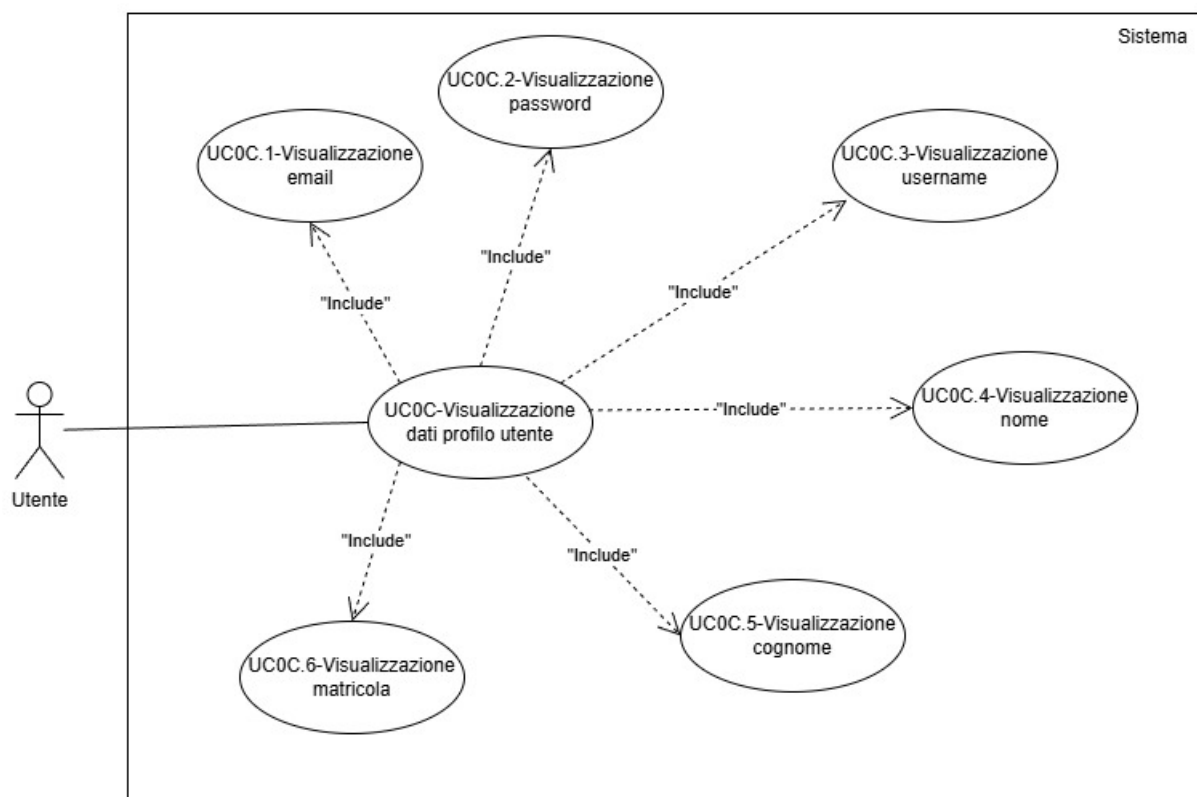 Sistema
UC0C.2-Visualizzazione
password
UC0C.1-Visualizzazione
email
UC0C.3-Visualizzazione
username
"Include"
"Include"
"Include"
UC0C.4-Visualizzazione
nome
"Include"
UC0C-Visualizzazione
dati profilo utente
Utente
"Include"
"Include"
UC0C.5-Visualizzazione
cognome
UC0C.6-Visualizzazione
matricola